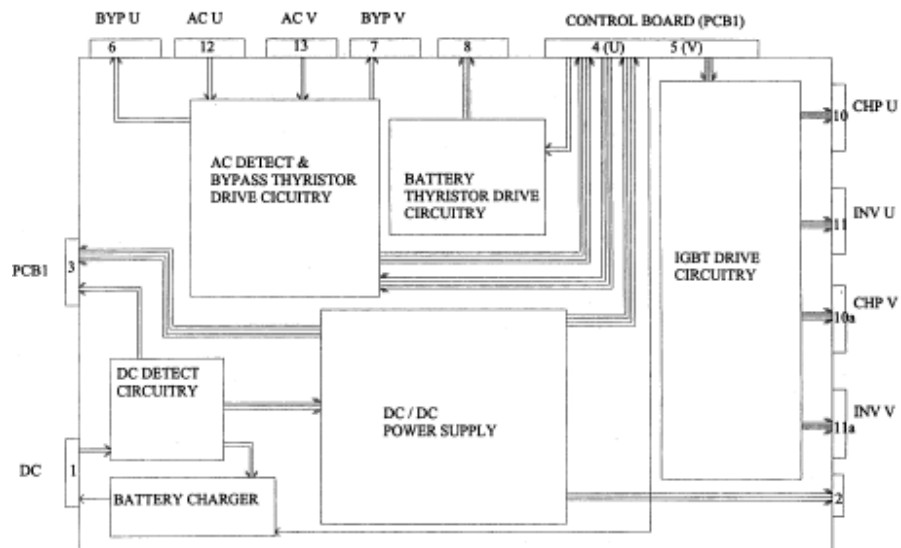 BYP U
AC U
AC V
BYP V
CONTROL BOARD (PCB1)
6
12
13
7
8
4 (U)
5 (V)
CHP U
10
AC DETECT &
BYPASS THYRISTOR
DRIVE CICUITRY
BATTERY
THYRISTOR DRIVE
CIRCUITRY
INV U
11
IGBT DRIVE
CIRCUITRY
PCB1
3
CHP V
10a
DC DETECT
CIRCUITRY
DC / DC
POWER SUPPLY
INV V
11a
DC
1
BATTERY CHARGER
2